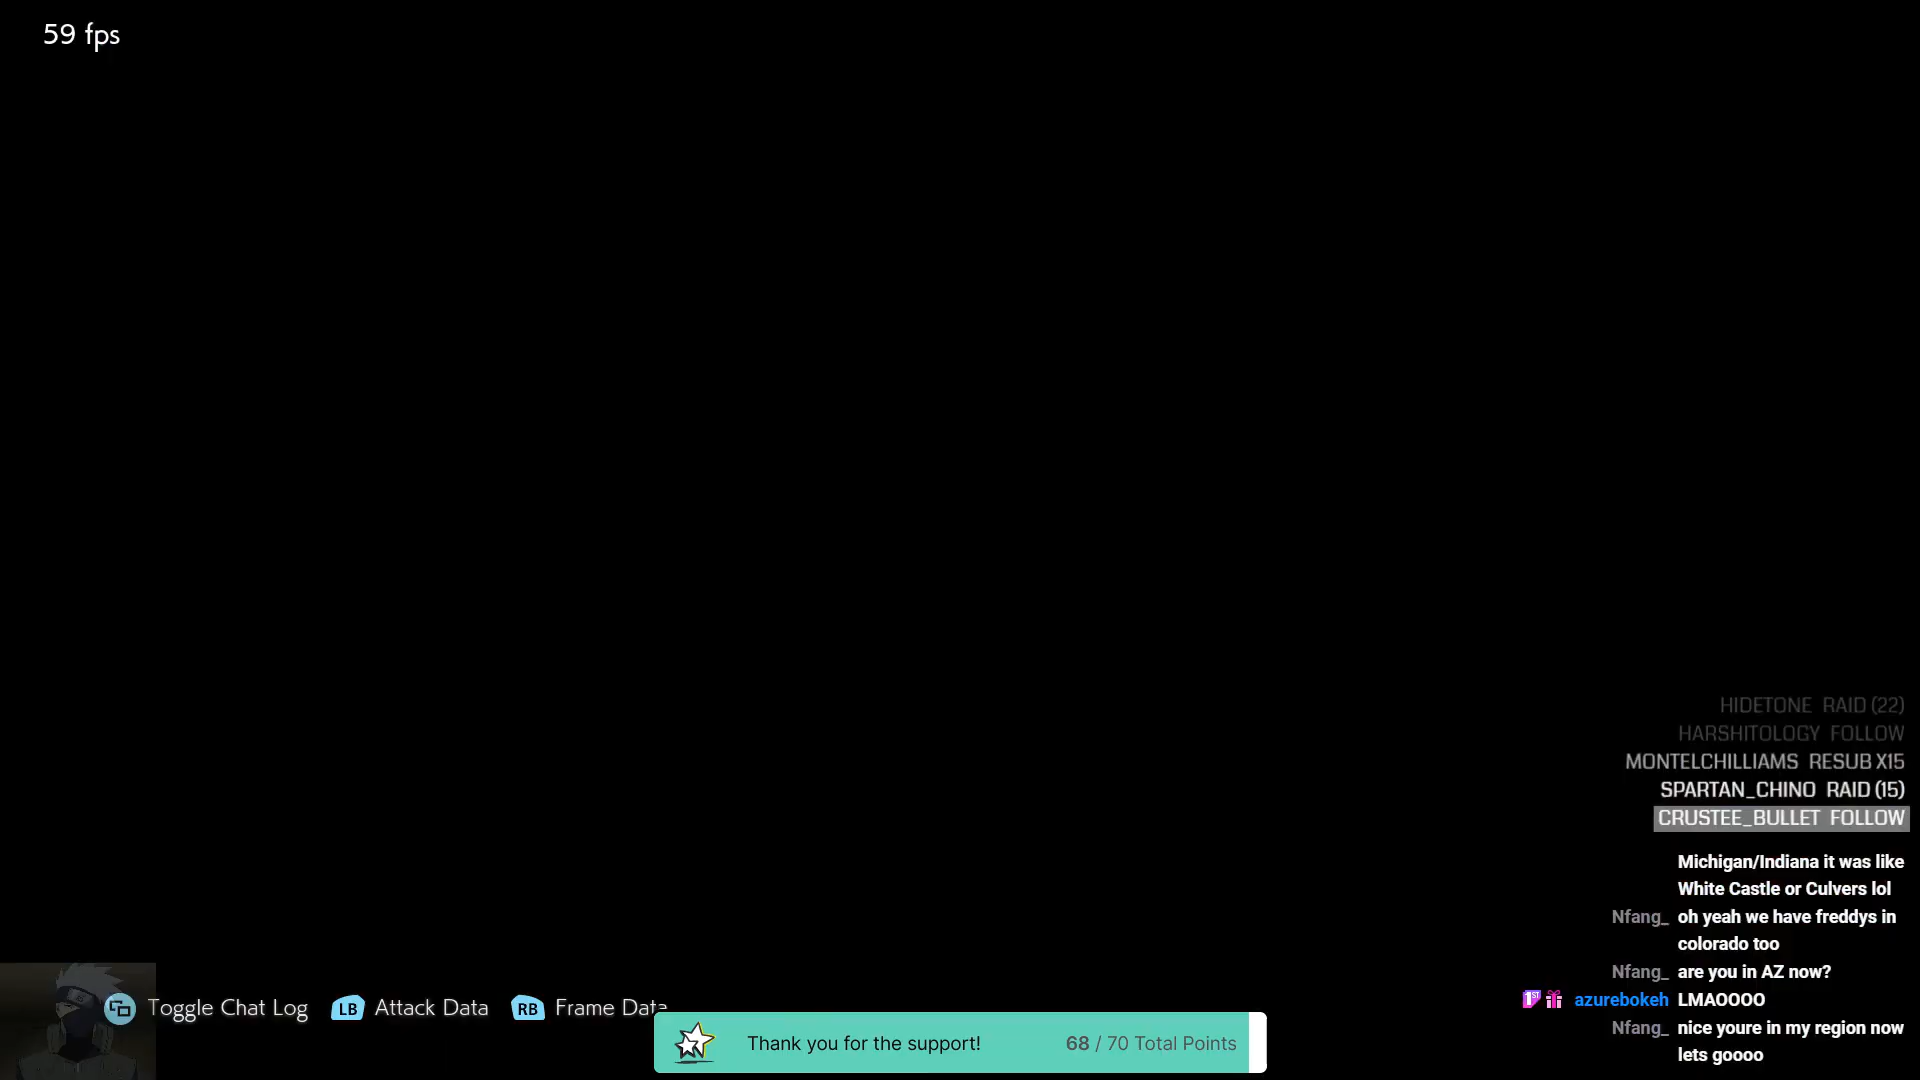 59 fps
HIDETONE RAID (22)
HARSHITOLOGY FOLLOW
MONTELCHILLIAMS RESUB X15
SPARTAN_CHINO RAID (15)
CRUSTEE_BULLET FOLLOW
Michigan/Indiana it was like
White Castle or Culvers lol
Nfang_ oh yeah we have freddys in
colorado too
Nfang_ are you in AZ now?
1ST azurebokeh LMAOOOO
Nfang_ nice youre in my region now
lets goooo
Toggle Chat Log LB Attack Data RB Frame Data
Thank you for the support! 68 / 70 Total Points